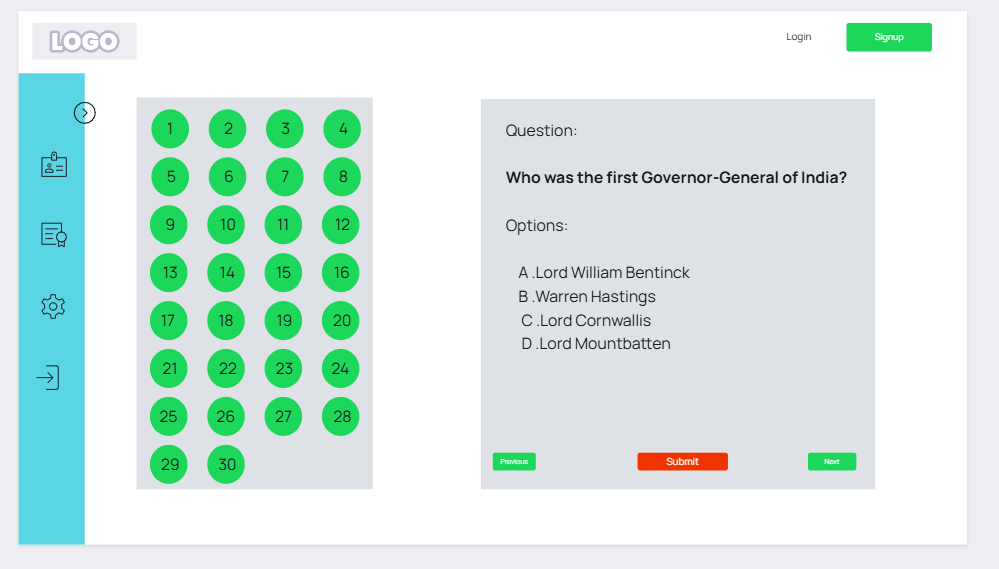 LOGO
Login
Signup
1 2 3 4
5 6 7 8
9 10 11 12
13 14 15 16
17 18 19 20
21 22 23 24
25 26 27 28
29 30
Question:
Who was the first Governor-General of India?
Options:
A .Lord William Bentinck
B .Warren Hastings
C .Lord Cornwallis
D .Lord Mountbatten
Previous
Submit
Next